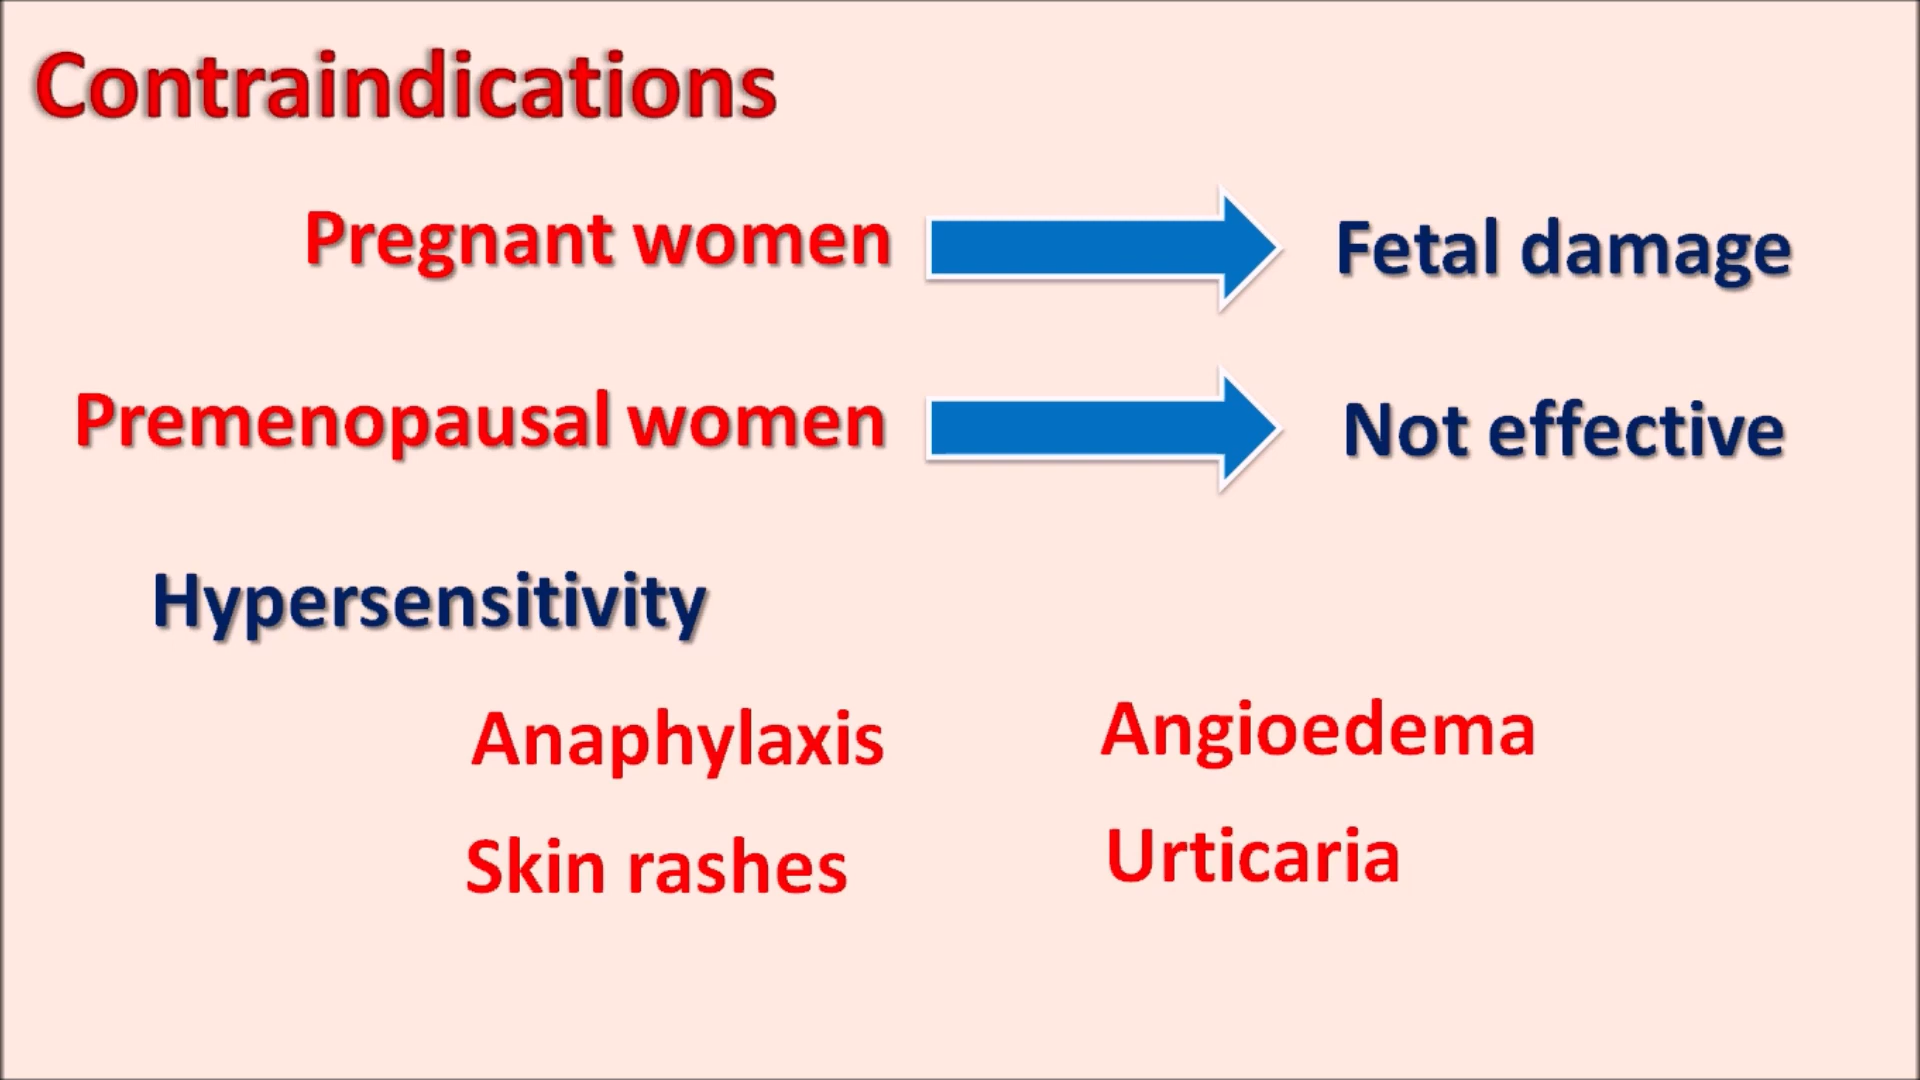 Contraindications
Pregnant women Fetal damage
Premenopausal women Not effective
Hypersensitivity
Anaphylaxis Angioedema
Skin rashes Urticaria